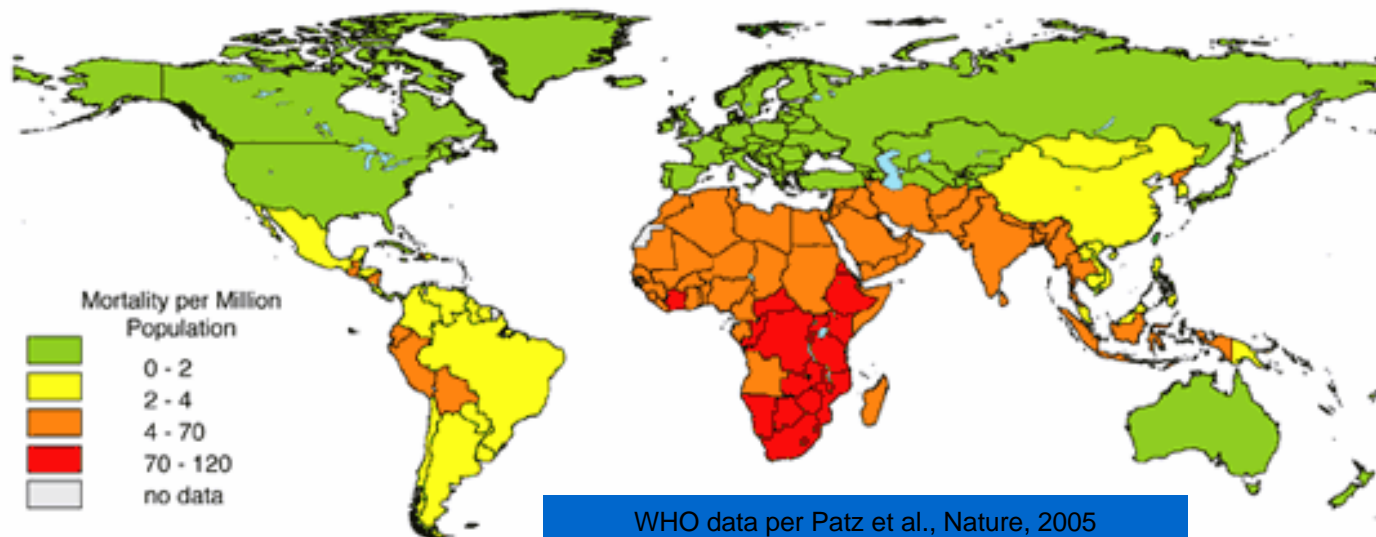 Mortality per Million
Population
0 - 2
2 - 4
4 - 70
70 - 120
no data
WHO data per Patz et al., Nature, 2005